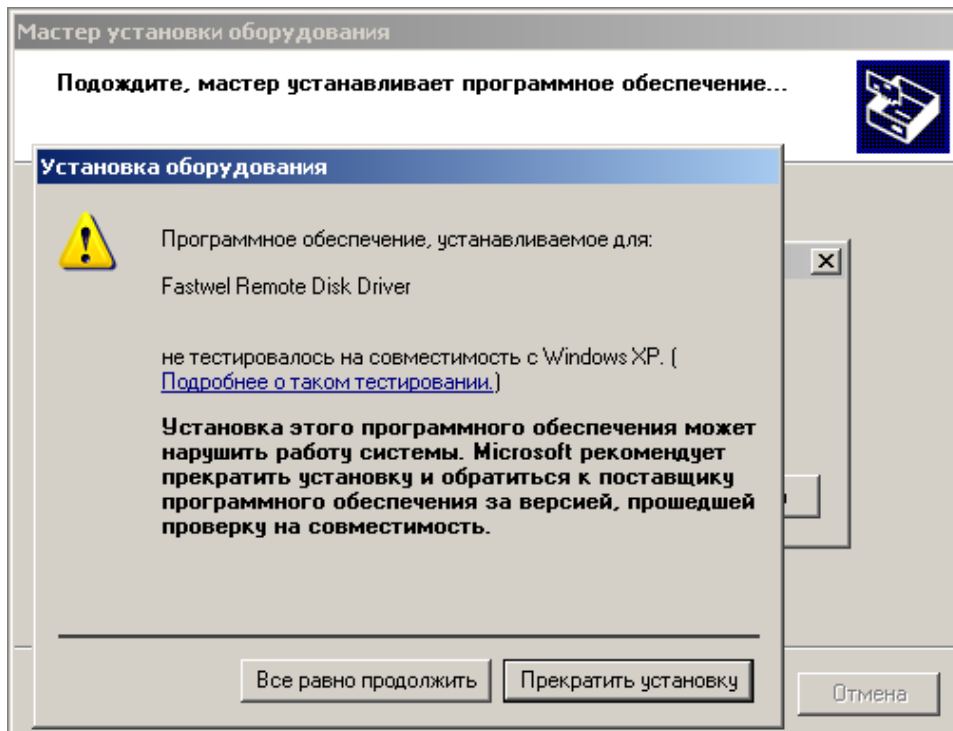 Мастер установки оборудования
Подождите, мастер устанавливает программное обеспечение...
Установка оборудования
Программное обеспечение, устанавливаемое для:
Fastwel Remote Disk Driver
не тестировалось на совместимость с Windows XP. (
Подробнее о таком тестировании.)
Установка этого программного обеспечения может
нарушить работу системы. Microsoft рекомендует
прекратить установку и обратиться к поставщику
программного обеспечения за версией, прошедшей
проверку на совместимость.
Все равно продолжить
Прекратить установку
Отмена